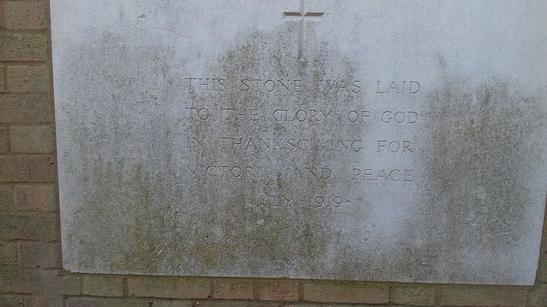 THIS STONE WAS LAID
TO THE GLORY OF GOD
IN THANKSGIVING FOR
VICTORY AND PEACE
JULY 1919